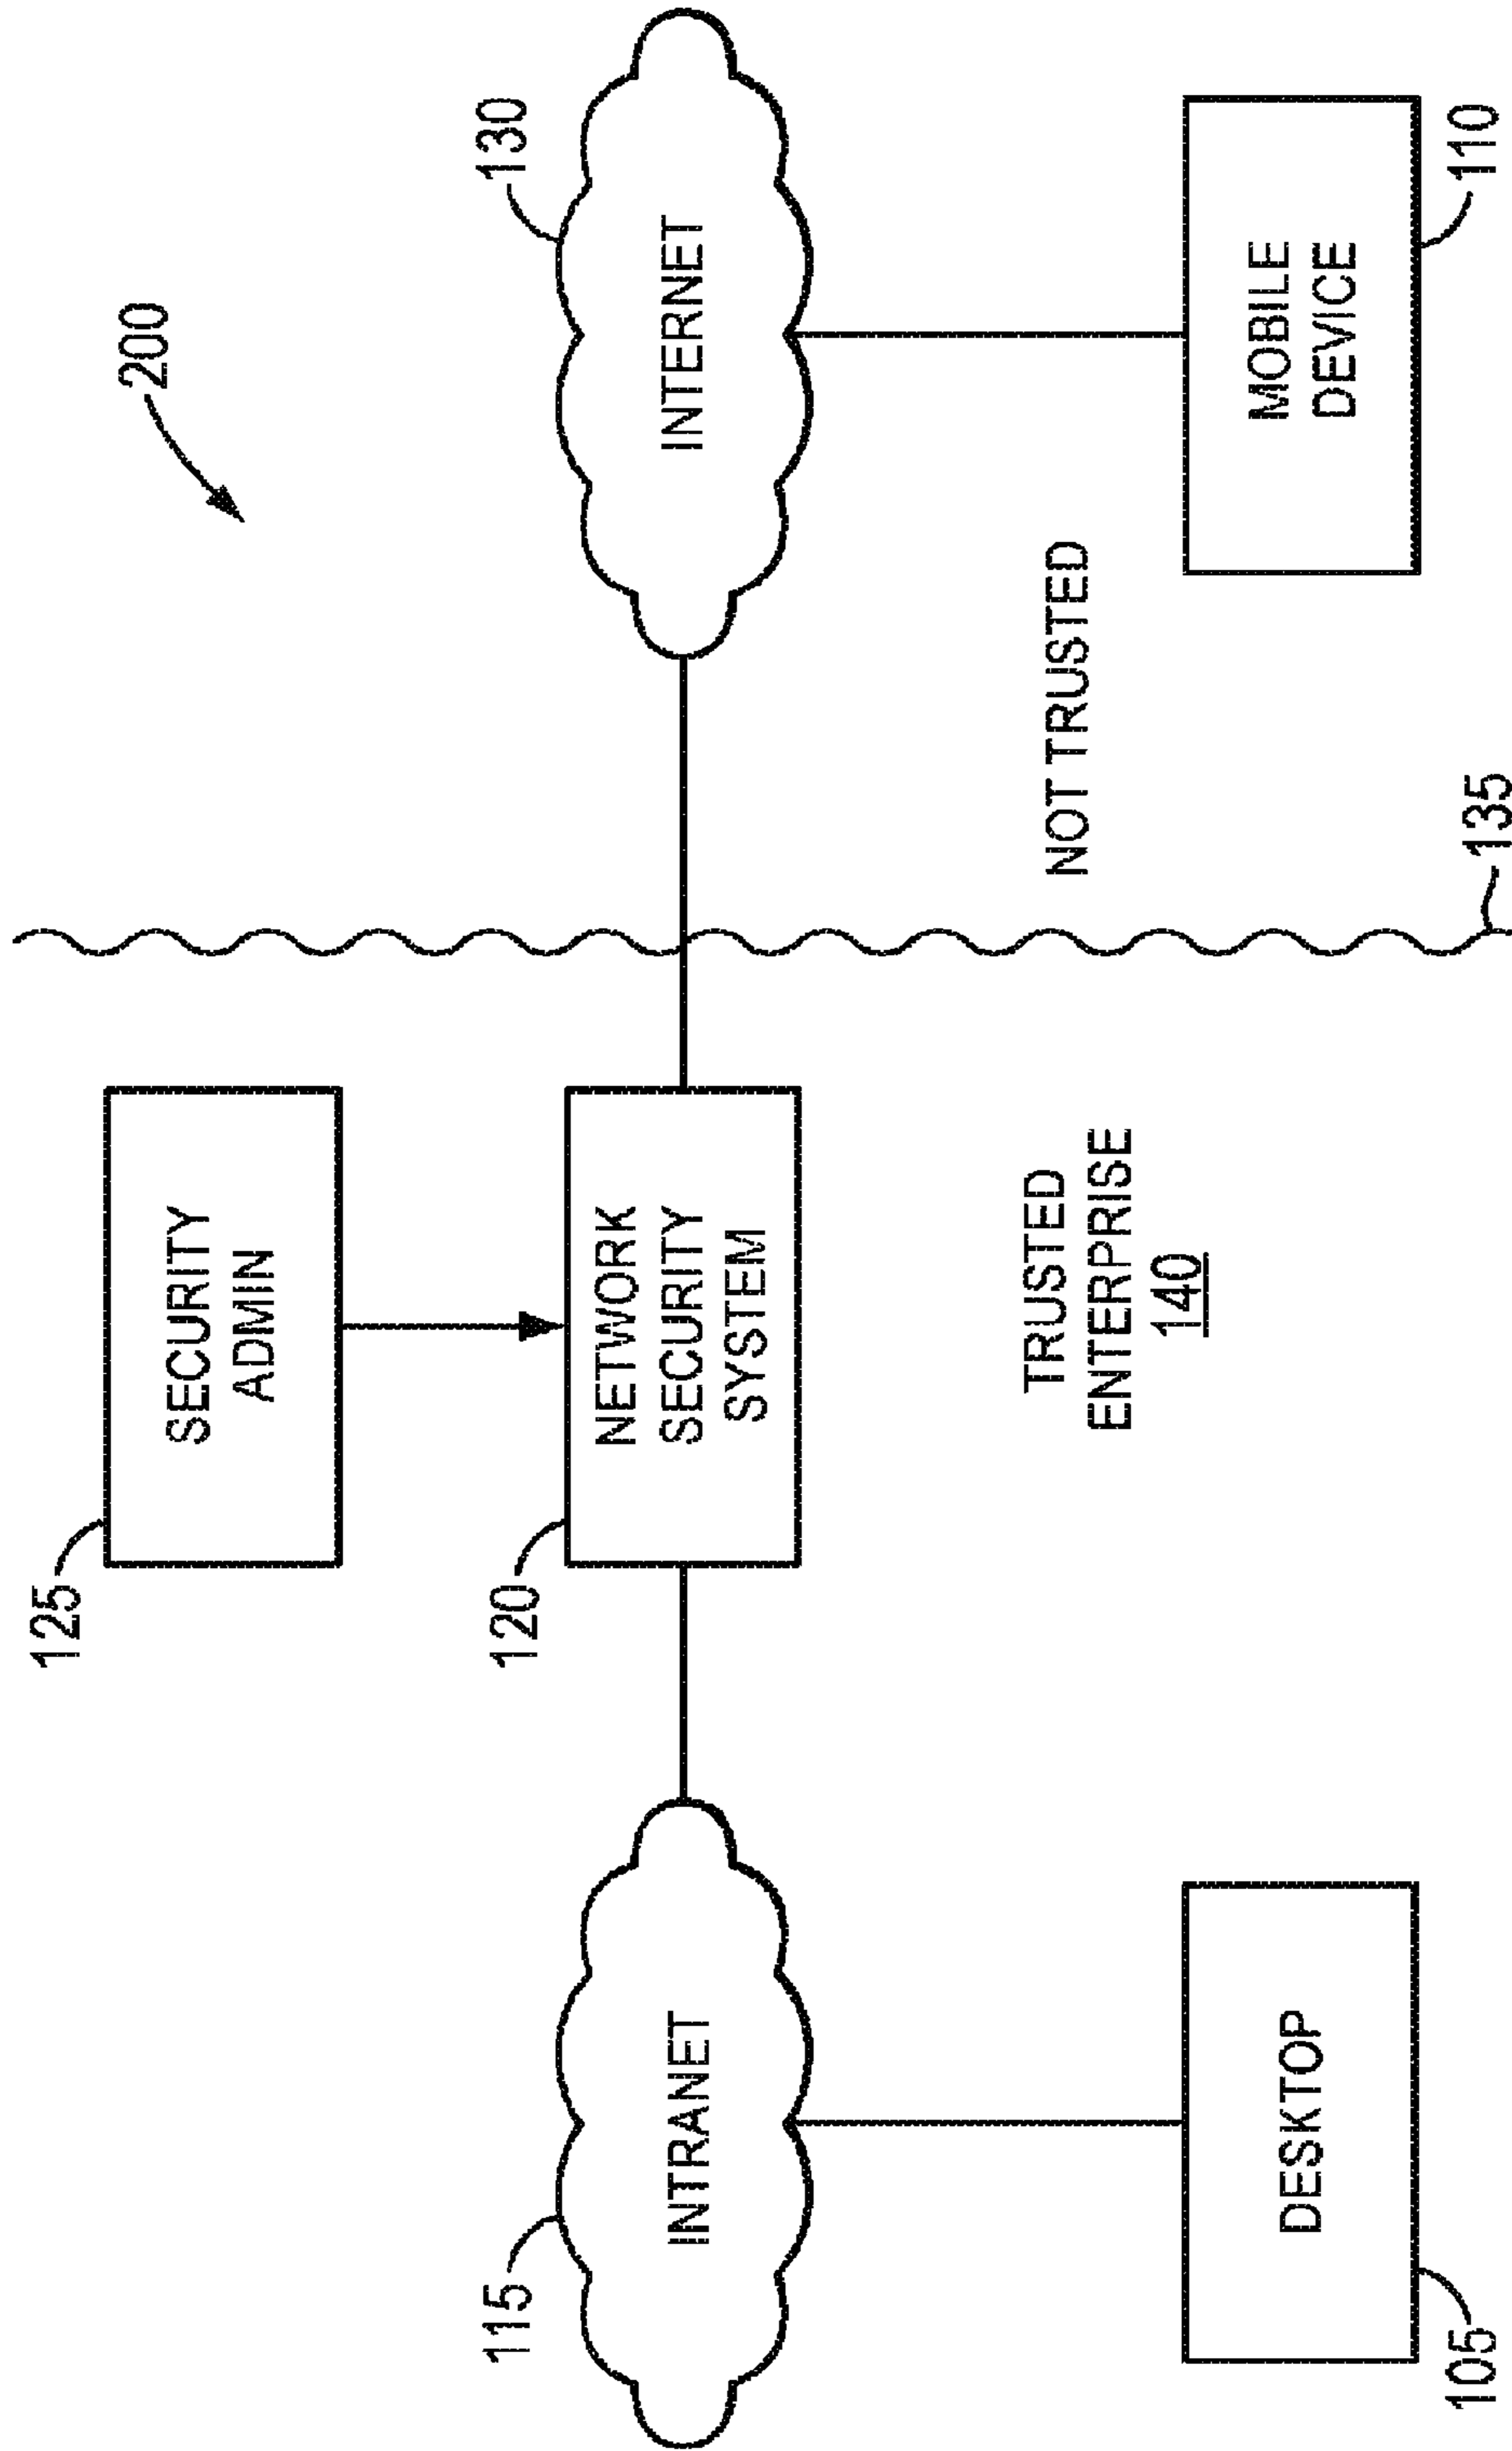 200
125
SECURITY
ADMIN
130
INTERNET
120
NETWORK
SECURITY
SYSTEM
115
INTRANET
NOT TRUSTED
TRUSTED
ENTERPRISE
140
MOBILE
DEVICE
110
DESKTOP
105
135